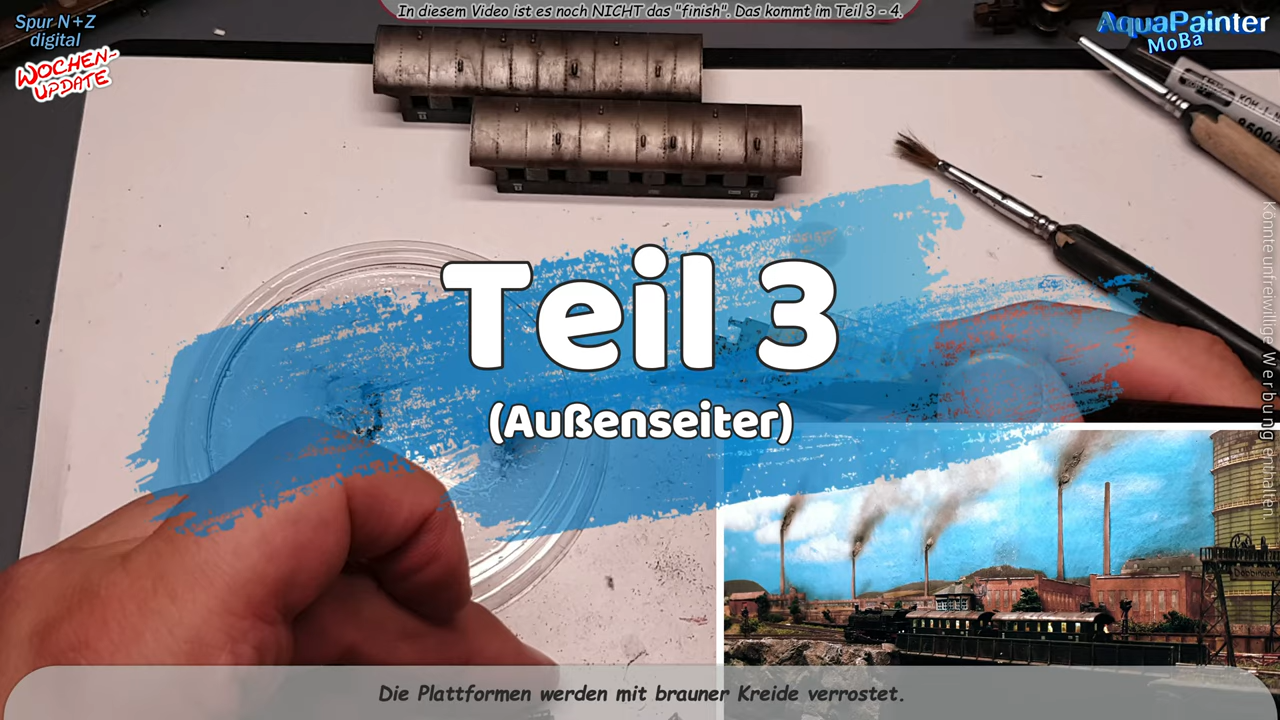 In diesem Video ist es noch NICHT das "finish". Das kommt im Teil 3 - 4.
Spur N+Z
digital
WOCHEN-
UPDATE
AquaPainter
MoBa
KOH-I-N
Könnte unfreiwillige Werbung enthalten.
Teil 3
(Außenseiter)
Die Plattformen werden mit brauner Kreide verrostet.